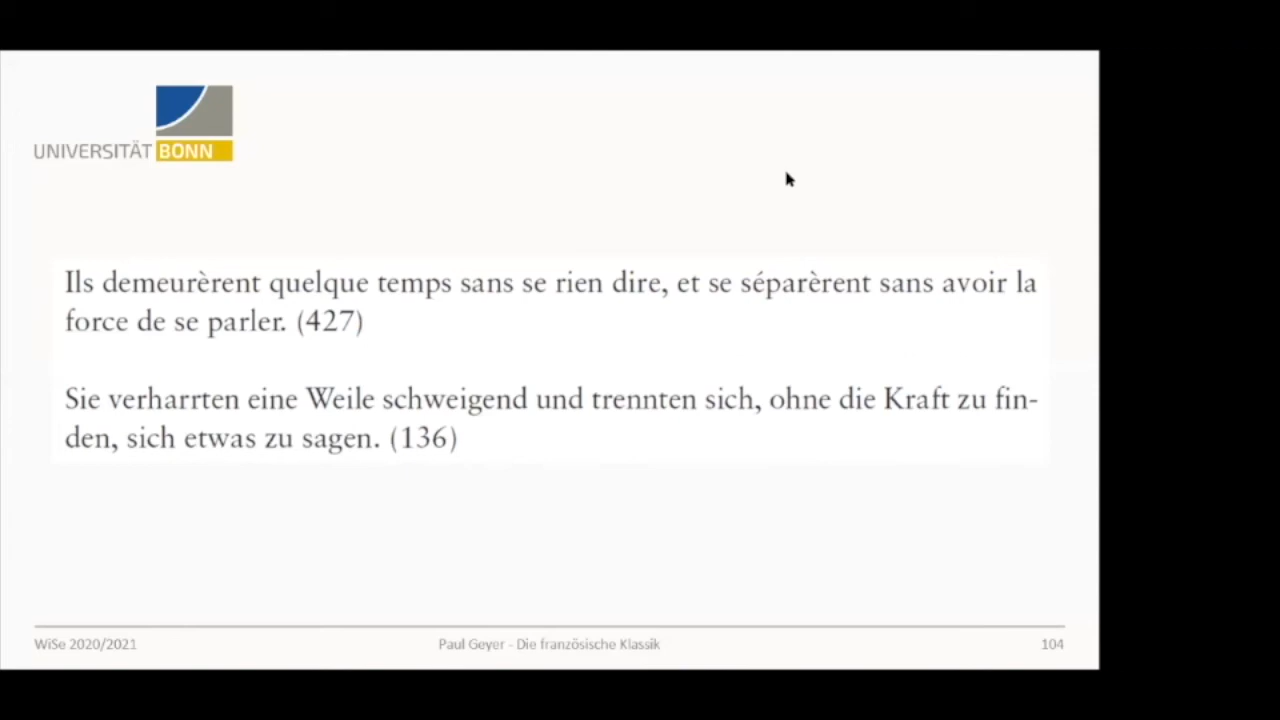 UNIVERSITÄT BONN
Ils demeurèrent quelque temps sans se rien dire, et se séparèrent sans avoir la
force de se parler. (427)
Sie verharrten eine Weile schweigend und trennten sich, ohne die Kraft zu fin-
den, sich etwas zu sagen. (136)
WiSe 2020/2021
Paul Geyer - Die französische Klassik
104